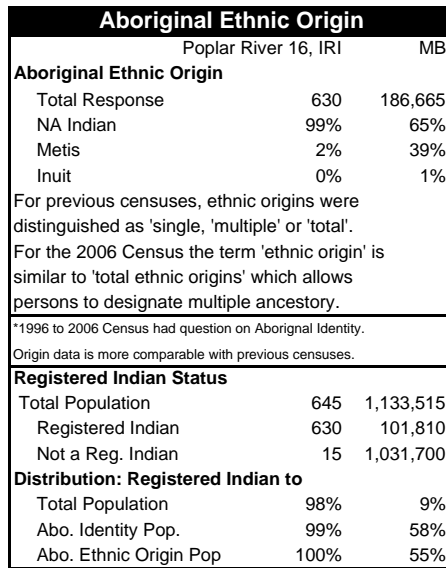 Aboriginal Ethnic Origin
Poplar River 16, IRI MB
Aboriginal Ethnic Origin
Total Response 630 186,665
NA Indian 99% 65%
Metis 2% 39%
Inuit 0% 1%
For previous censuses, ethnic origins were
distinguished as 'single, 'multiple' or 'total'.
For the 2006 Census the term 'ethnic origin' is
similar to 'total ethnic origins' which allows
persons to designate multiple ancestory.
*1996 to 2006 Census had question on Aborignal Identity.
Origin data is more comparable with previous censuses.
Registered Indian Status
Total Population 645 1,133,515
Registered Indian 630 101,810
Not a Reg. Indian 15 1,031,700
Distribution: Registered Indian to
Total Population 98% 9%
Abo. Identity Pop. 99% 58%
Abo. Ethnic Origin Pop 100% 55%